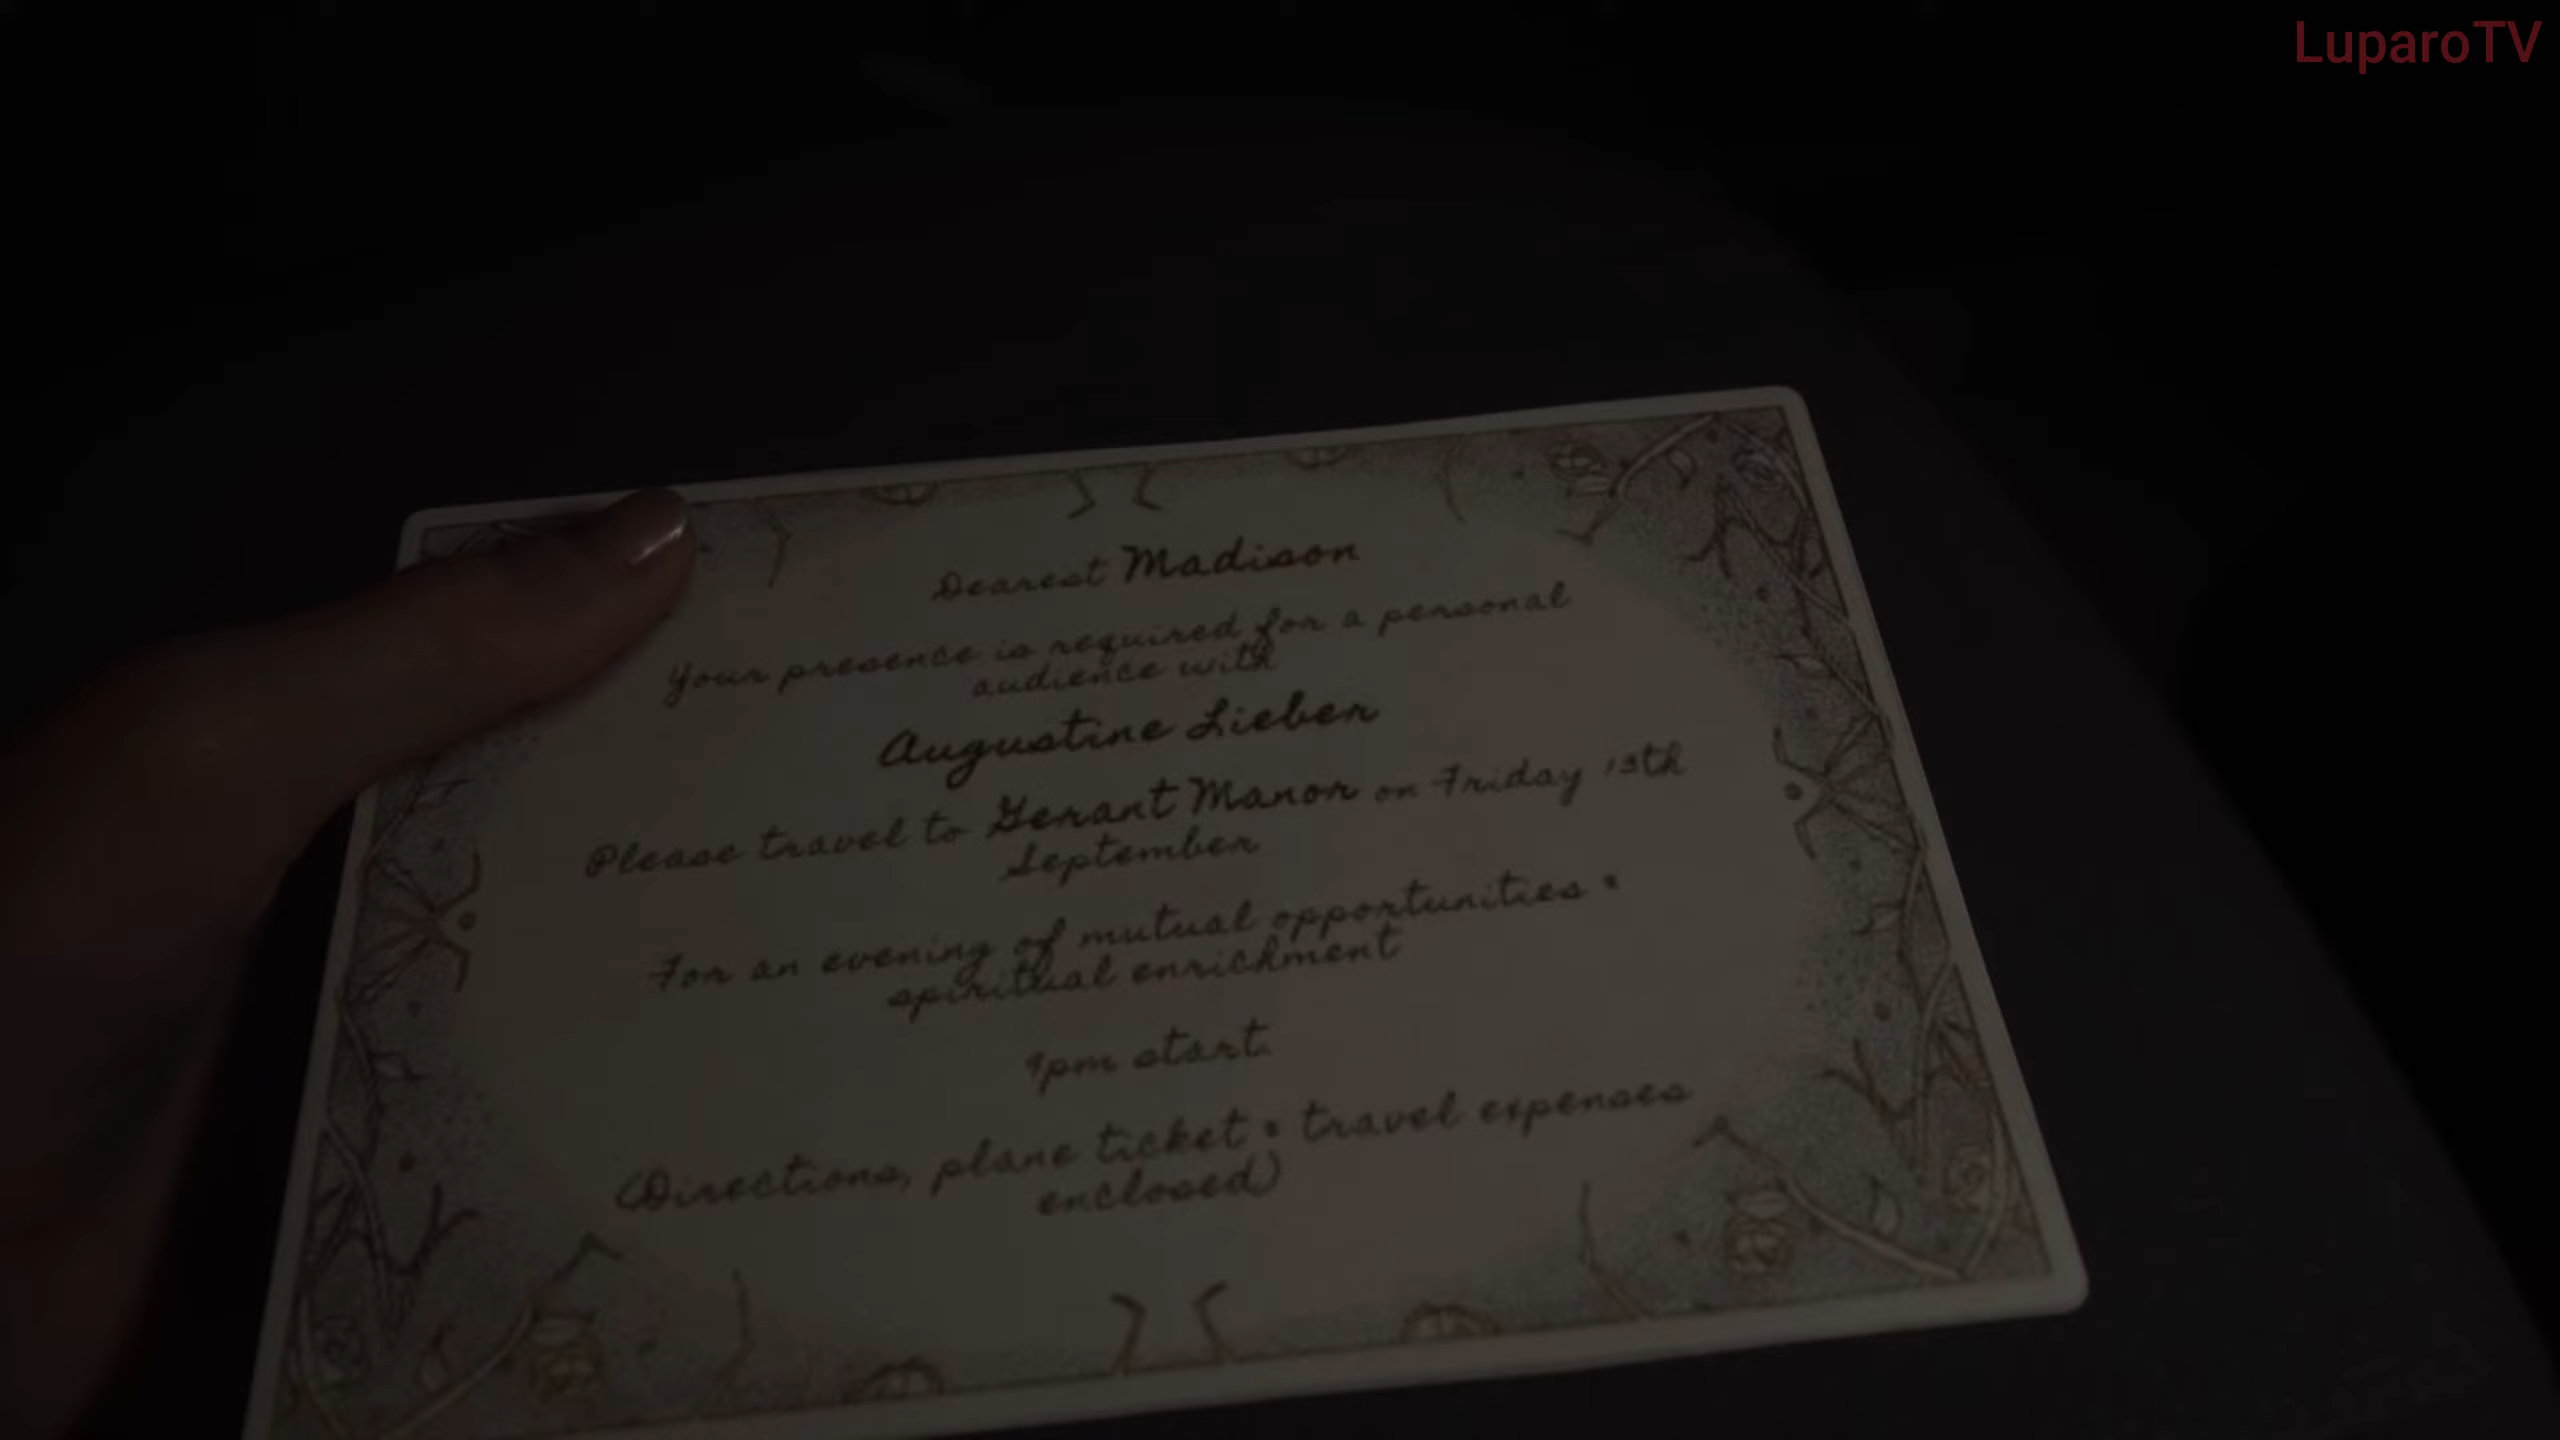 LuparoTV
Dearest Madison
Your presence is required for a personal
audience with
Augustine Lieber
Please travel to Gerant Manor on Friday 13th
September
For an evening of mutual opportunities &
spiritual enrichment
9pm start.
(Directions, plane ticket & travel expenses
enclosed)